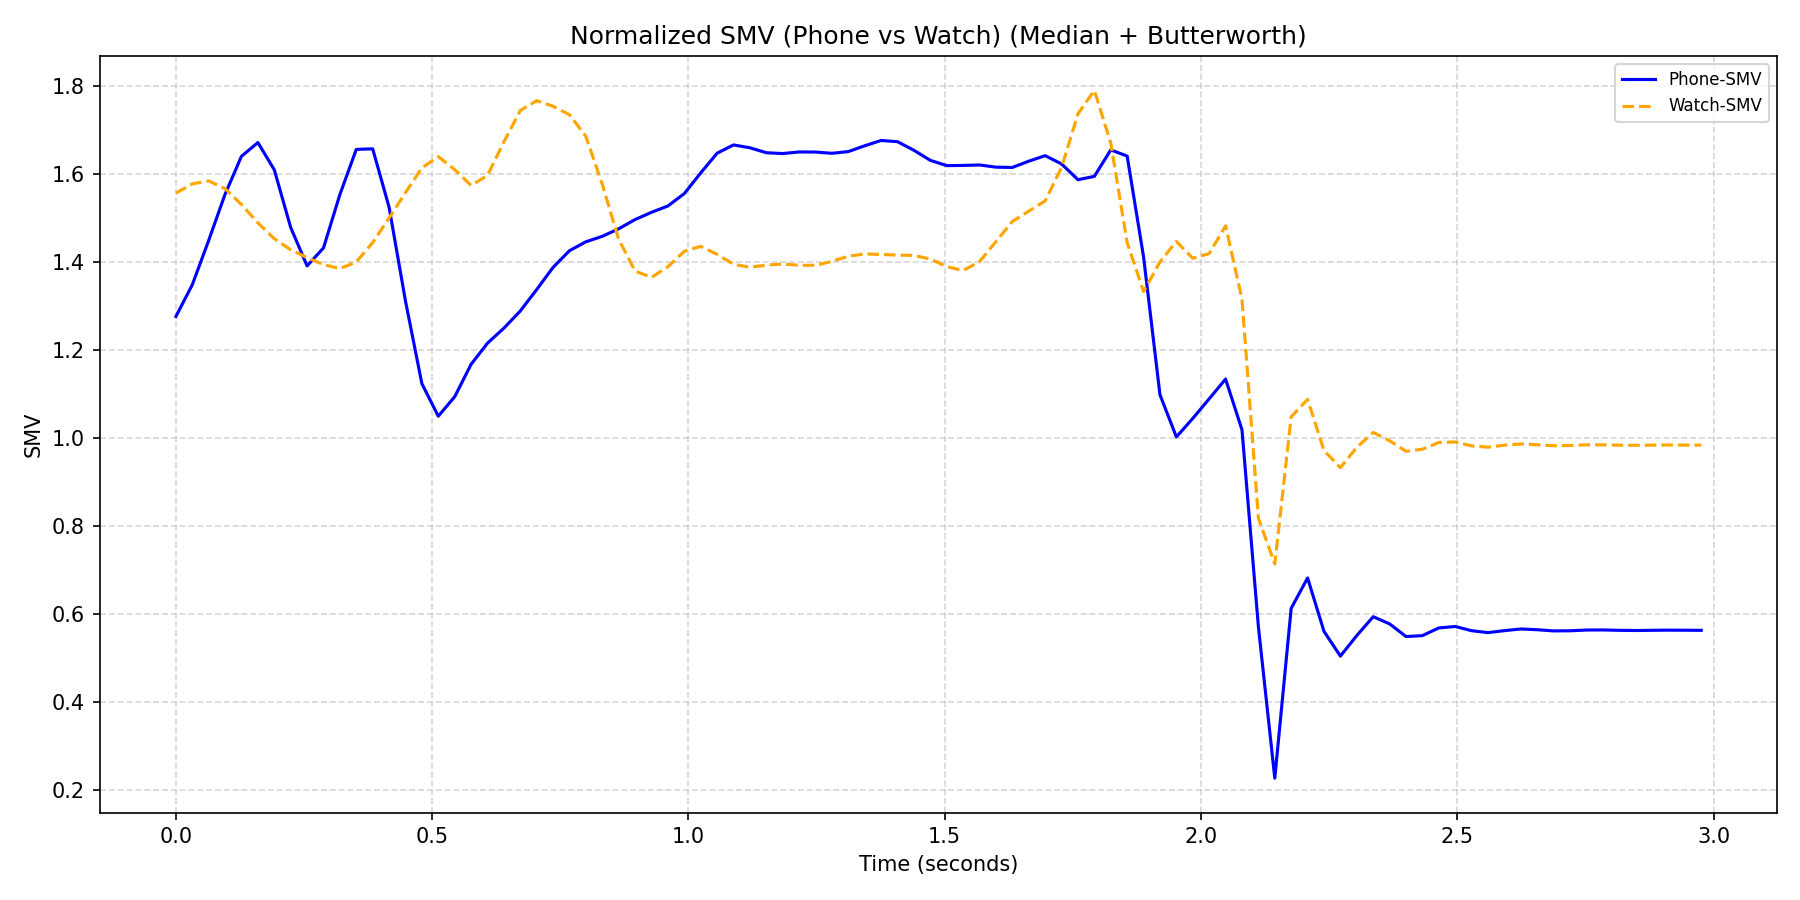 Normalized SMV (Phone vs Watch) (Median + Butterworth)
Phone-SMV
Watch-SMV
SMV
1.8
1.6
1.4
1.2
1.0
0.8
0.6
0.4
0.2
0.0 0.5 1.0 1.5 2.0 2.5 3.0
Time (seconds)